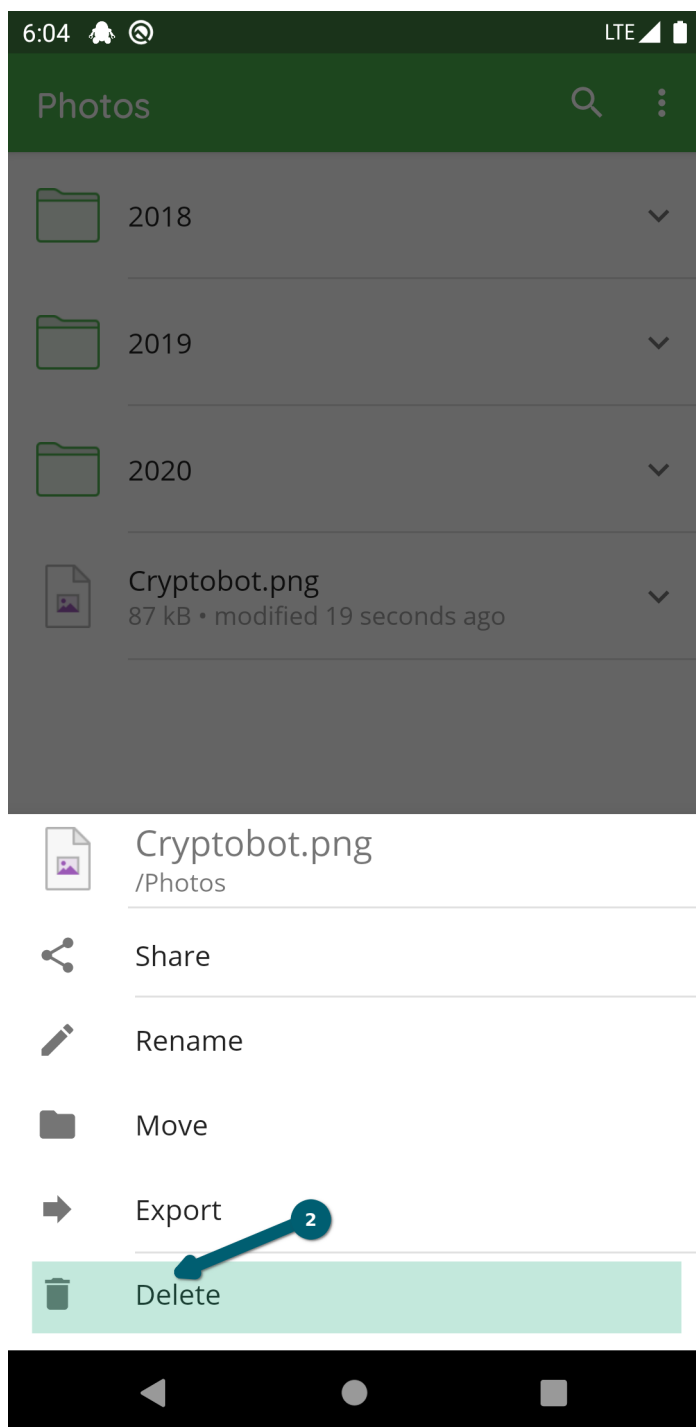 6:04 LTE
Photos
2018
2019
2020
Cryptobot.png
87 kB • modified 19 seconds ago
Cryptobot.png
/Photos
Share
Rename
Move
Export
2
Delete